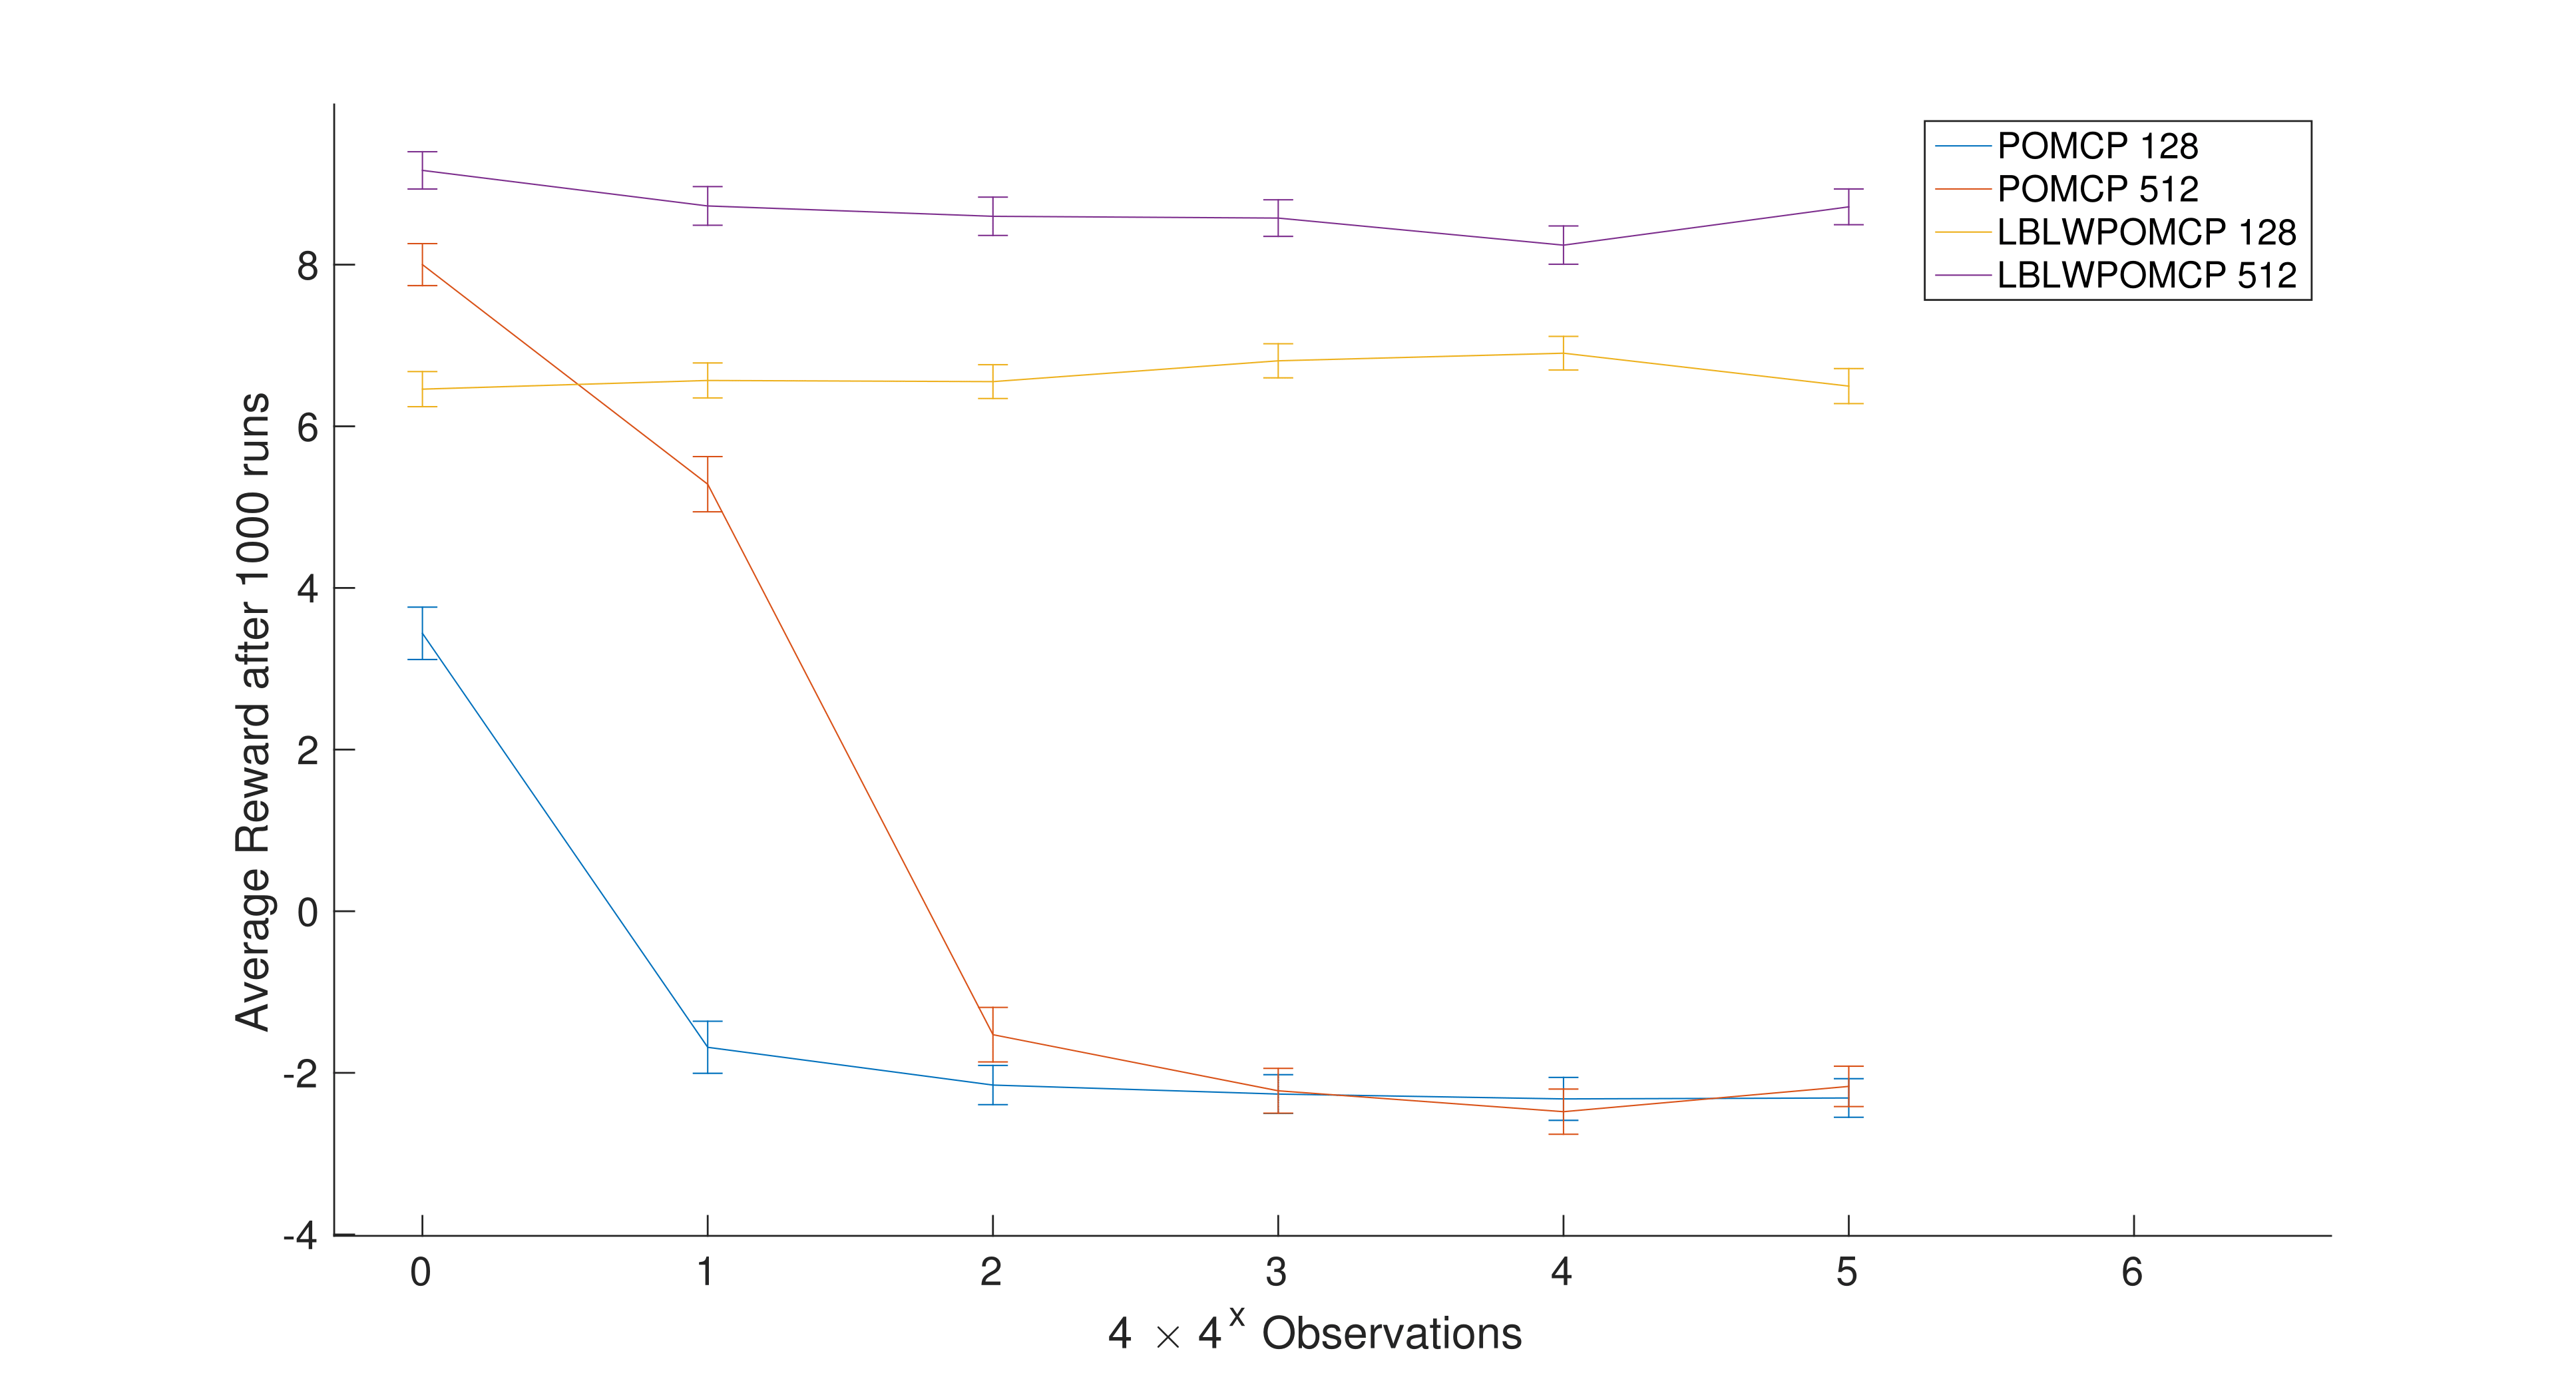 POMCP 128
POMCP 512
LBLWPOMCP 128
LBLWPOMCP 512
Average Reward after 1000 runs
8
6
4
2
0
-2
-4
0 1 2 3 4 5 6
4 × 4^x Observations